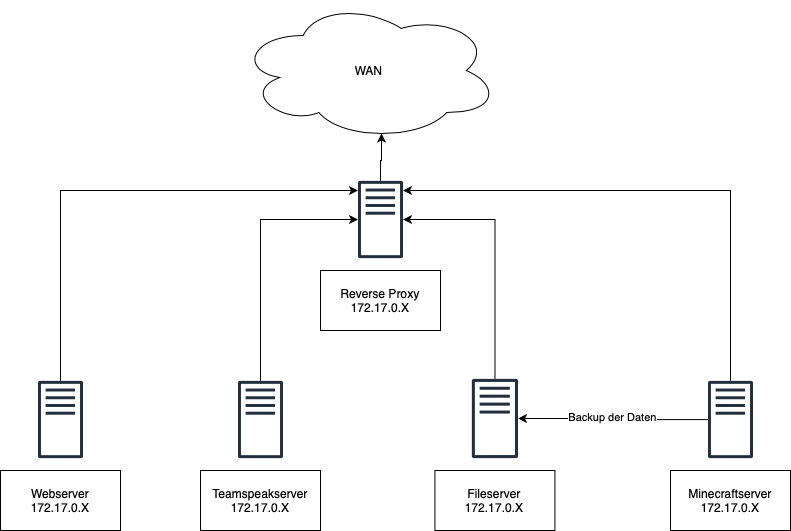 WAN
Reverse Proxy
172.17.0.X
Backup der Daten
Webserver
172.17.0.X
Teamspeakserver
172.17.0.X
Fileserver
172.17.0.X
Minecraftserver
172.17.0.X